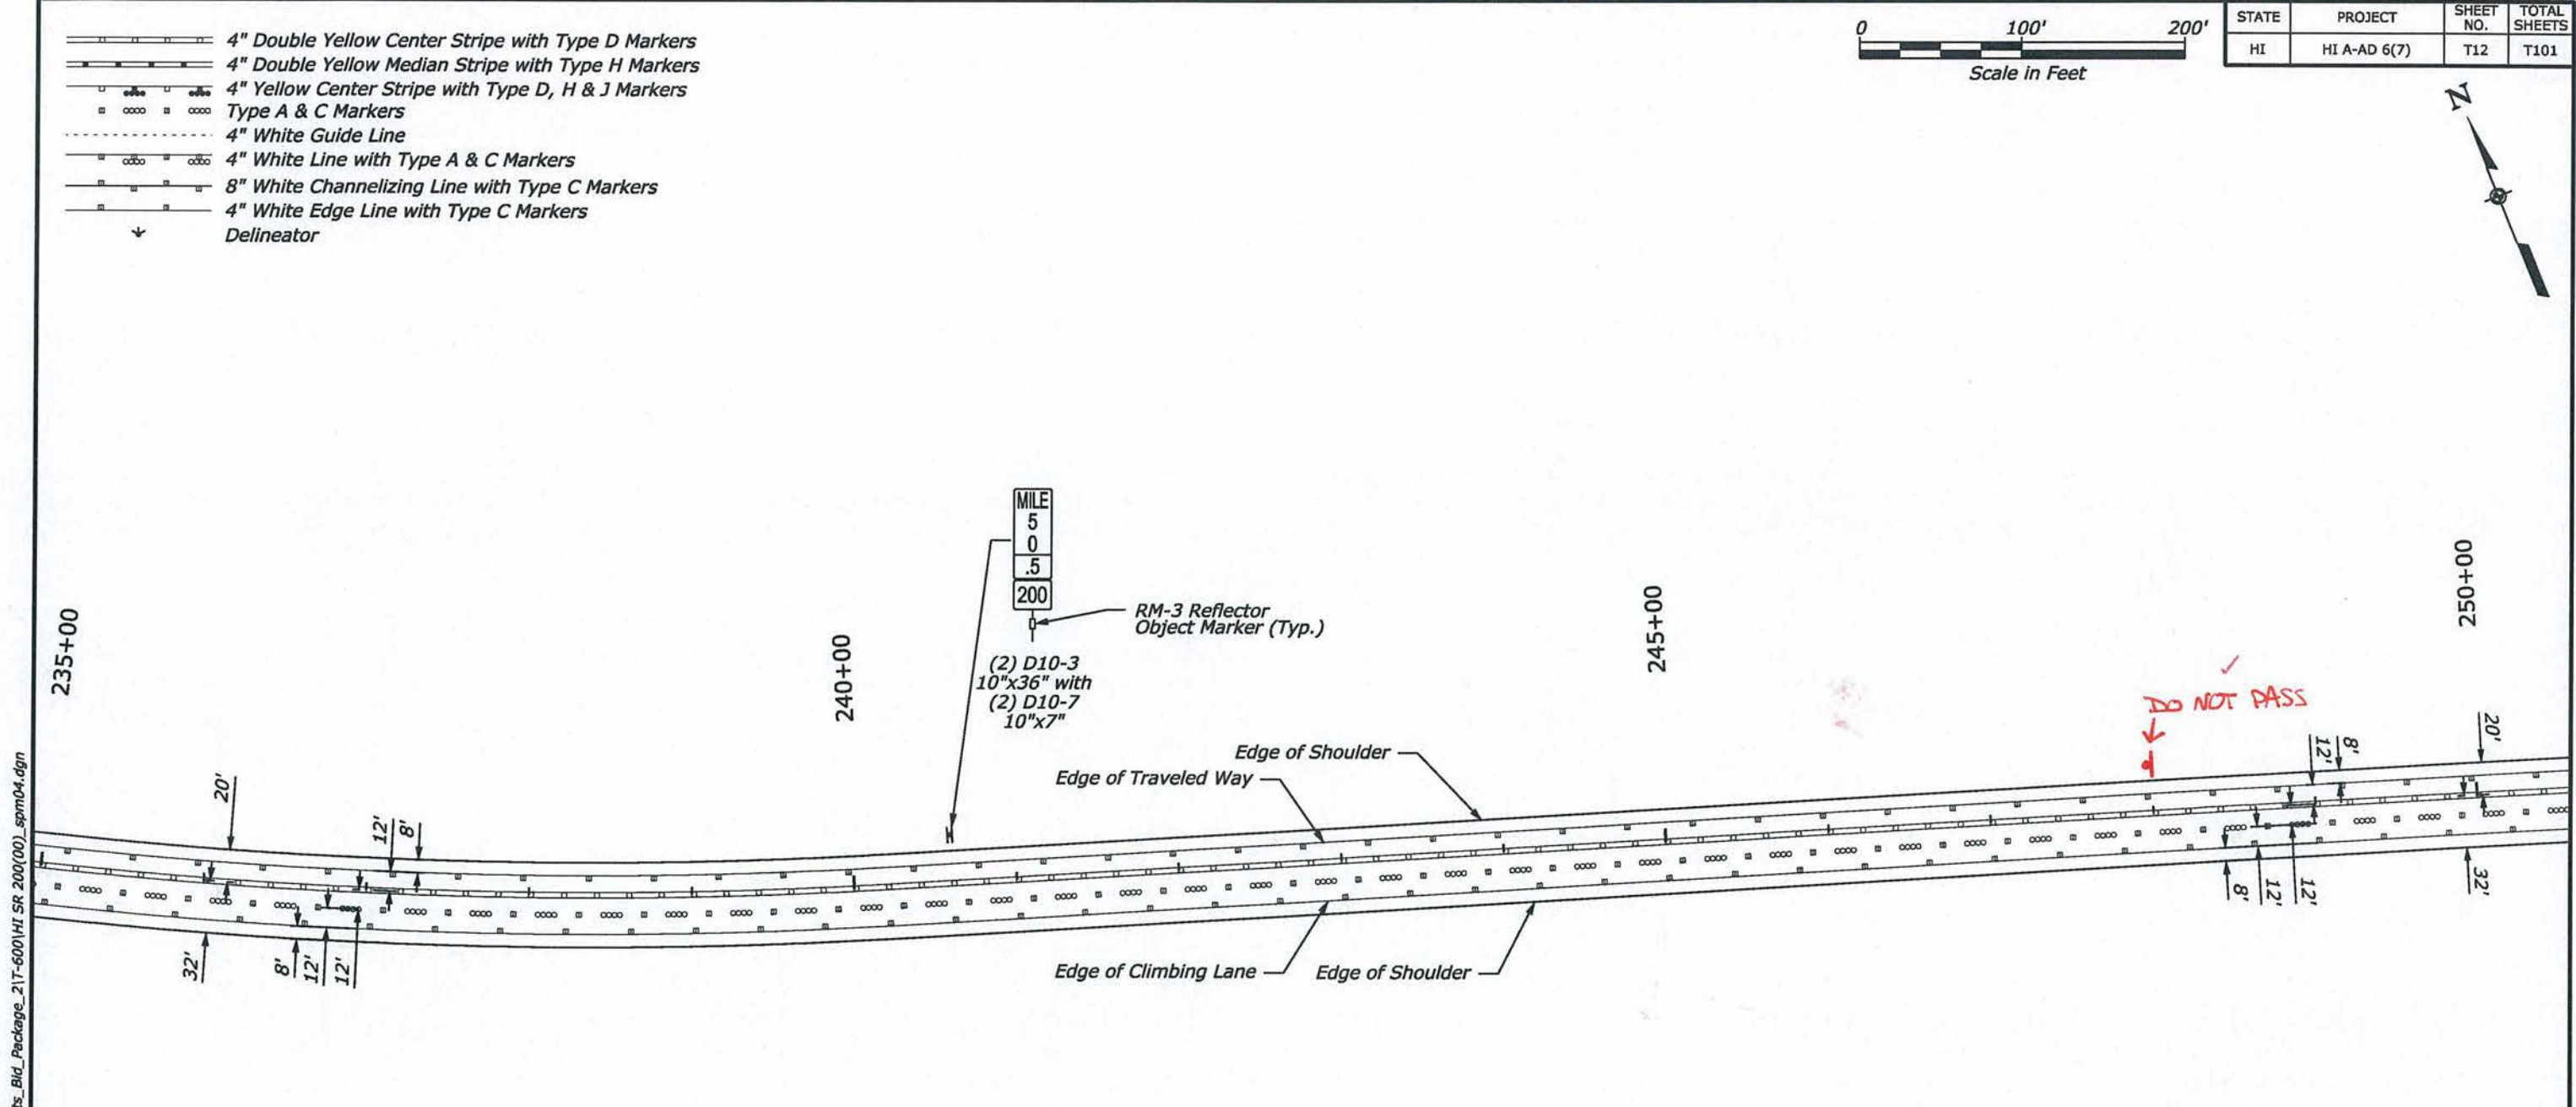 4" Double Yellow Center Stripe with Type D Markers
4" Double Yellow Median Stripe with Type H Markers
4" Yellow Center Stripe with Type D, H & J Markers
Type A & C Markers
4" White Guide Line
4" White Line with Type A & C Markers
8" White Channelizing Line with Type C Markers
4" White Edge Line with Type C Markers
Delineator
0 100' 200'
Scale in Feet
STATE PROJECT SHEET NO. TOTAL SHEETS
HI HI A-AD 6(7) T12 T101
N
MILE
5
0
.5
200
RM-3 Reflector
Object Marker (Typ.)
(2) D10-3
10"x36" with
(2) D10-7
10"x7"
235+00
240+00
245+00
250+00
DO NOT PASS
Edge of Shoulder
Edge of Traveled Way
20'
12'
8'
12'
8'
20'
32'
8'
12'
12'
Edge of Climbing Lane
Edge of Shoulder
8'
12'
12'
32'
ts_Bid_Package_2\T-600\HI SR 200(00)_spm04.dgn